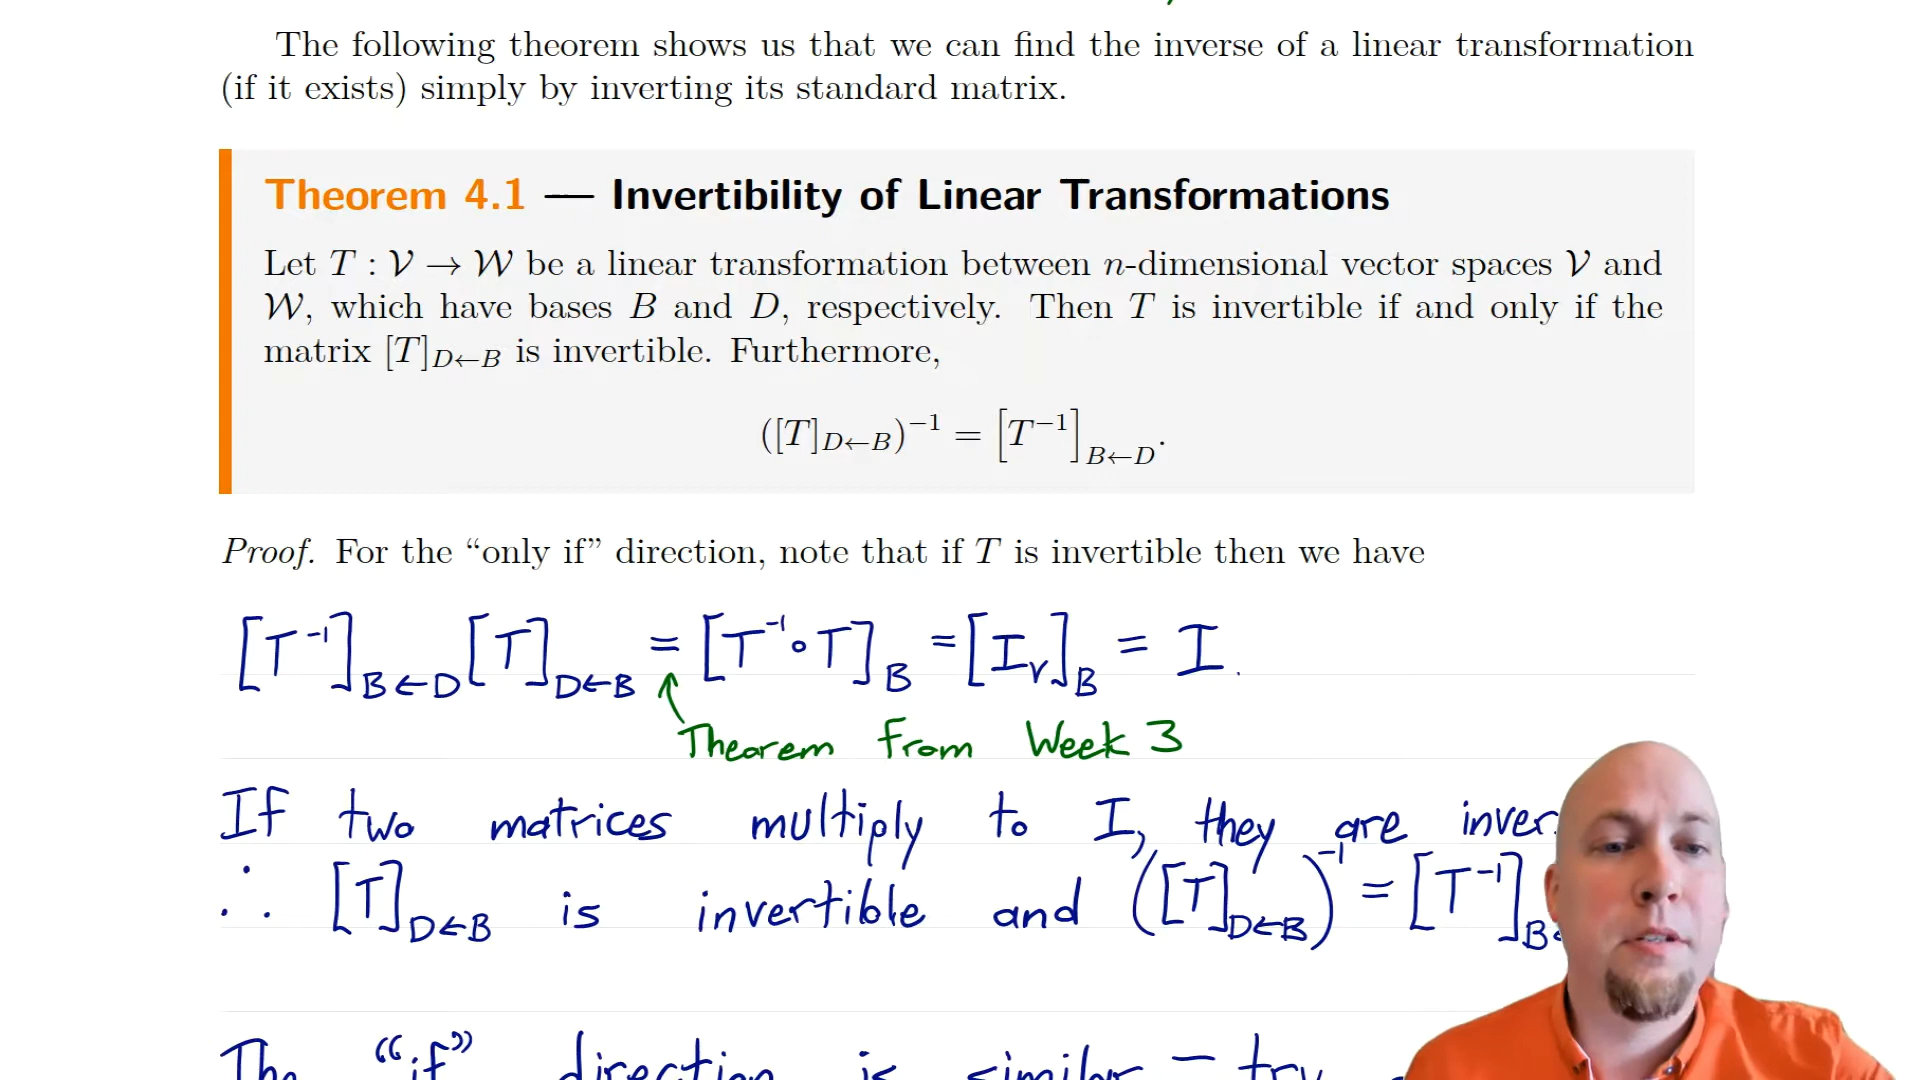 The following theorem shows us that we can find the inverse of a linear transformation
(if it exists) simply by inverting its standard matrix.
Theorem 4.1 — Invertibility of Linear Transformations
Let T : 𝒱 → 𝒲 be a linear transformation between n-dimensional vector spaces 𝒱 and
𝒲, which have bases B and D, respectively. Then T is invertible if and only if the
matrix [T]_{D←B} is invertible. Furthermore,
([T]_{D←B})^{-1} = [T^{-1}]_{B←D}.
Proof. For the “only if” direction, note that if T is invertible then we have
[T^{-1}]_{B←D} [T]_{D←B} = [T^{-1}∘T]_B = [I_V]_B = I.
Theorem from Week 3
If two matrices multiply to I, they are
∴ [T]_{D←B} is invertible and ([T]_{D←B})^{-1} = [T^{-1}]_{B←
The “if” direction is similar – try